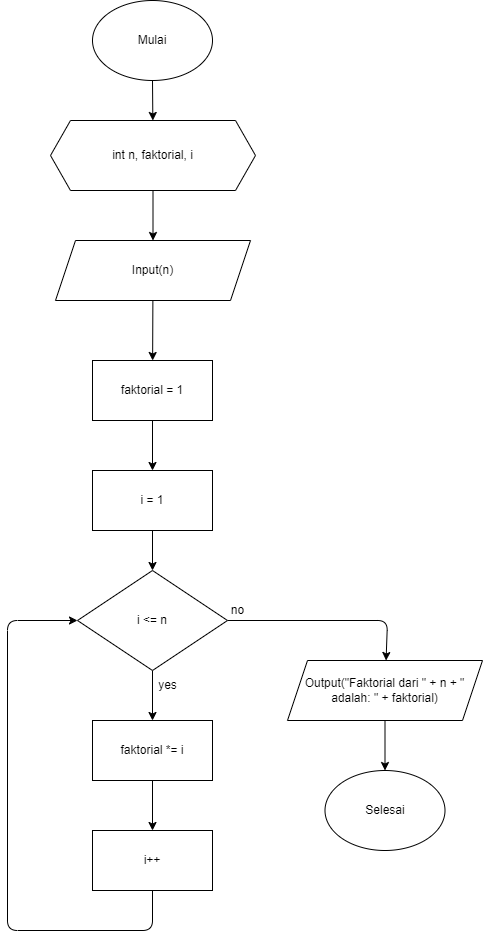 Mulai
int n, faktorial, i
Input(n)
faktorial = 1
i = 1
i <= n
no
yes
Output("Faktorial dari " + n + "
adalah: " + faktorial)
faktorial *= i
Selesai
i++